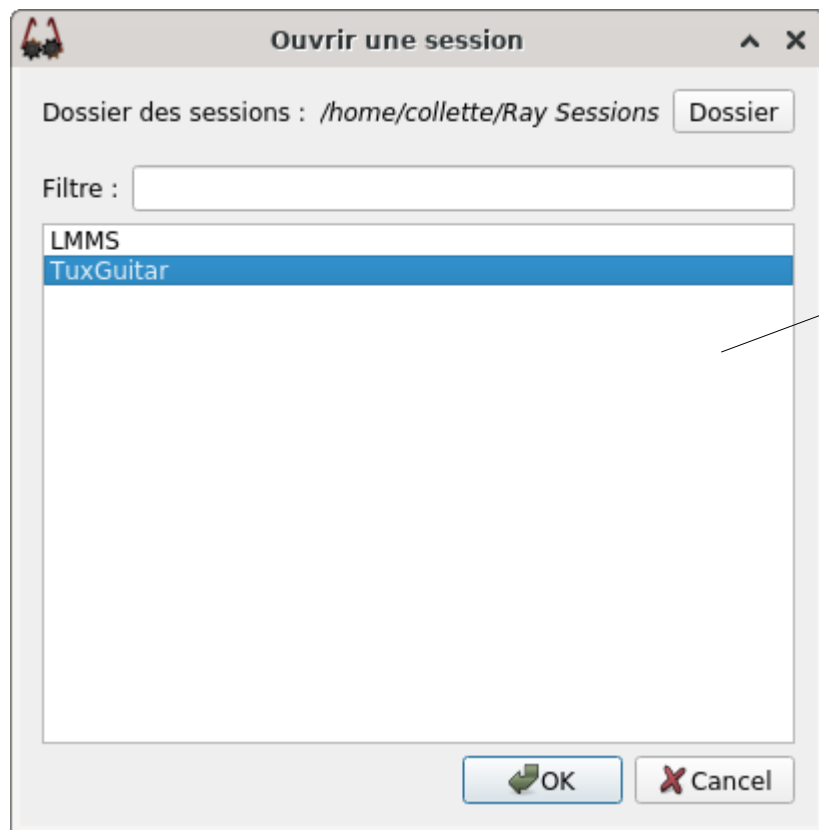 Ouvrir une session
Dossier des sessions : /home/collette/Ray Sessions Dossier
Filtre :
LMMS
TuxGuitar
OK Cancel